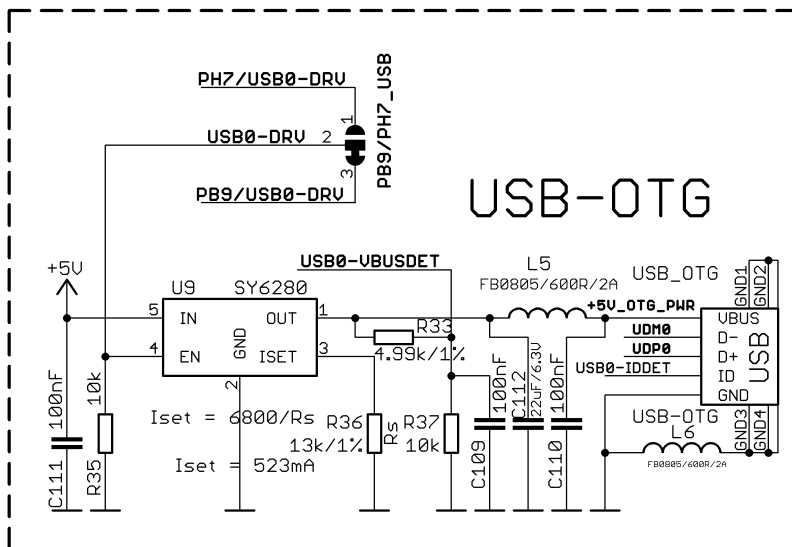 PH7/USB0-DRV
1
USB0-DRV
2
3
PB9/USB0-DRV
PB9/PH7_USB
USB-OTG
USB0-VBUSDET
L5
FB0805/600R/2A
USB_OTG
GND1
GND2
+5V
U9
SY6280
+5V_OTG_PWR
5
IN
OUT
1
VBUS
UDM0
D-
R33
4.99k/1%
4
EN
GND
ISET
3
UDP0
D+
USB
USB0-IDDET
ID
GND
2
100nF
C111
10k
R35
Iset = 6800/Rs
Iset = 523mA
R36
13k/1%
Rs
R37
10k
100nF
C109
C112
22uF/6.3V
100nF
C110
USB-OTG
GND3
GND4
L6
FB0805/600R/2A